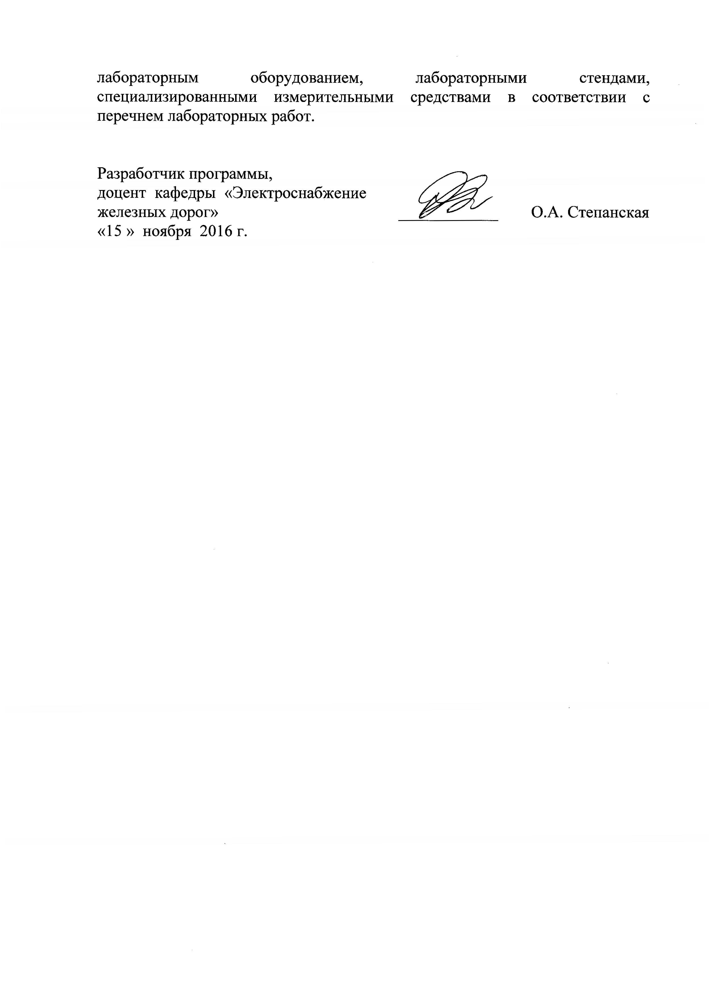 лабораторным оборудованием, лабораторными стендами,
специализированными измерительными средствами в соответствии с
перечнем лабораторных работ.
Разработчик программы,
доцент кафедры «Электроснабжение
железных дорог» О.А. Степанская
«15 » ноября 2016 г.